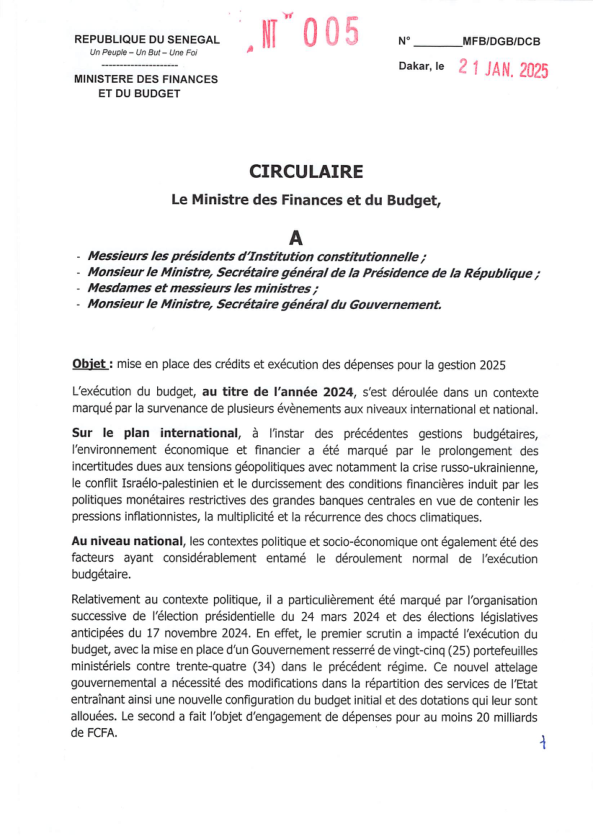 REPUBLIQUE DU SENEGAL
Un Peuple – Un But – Une Foi
--------------------
MINISTERE DES FINANCES
ET DU BUDGET
NT 005
N° ________MFB/DGB/DCB
Dakar, le 21 JAN. 2025
CIRCULAIRE
Le Ministre des Finances et du Budget,
A
- Messieurs les présidents d'Institution constitutionnelle ;
- Monsieur le Ministre, Secrétaire général de la Présidence de la République ;
- Mesdames et messieurs les ministres ;
- Monsieur le Ministre, Secrétaire général du Gouvernement.
Objet : mise en place des crédits et exécution des dépenses pour la gestion 2025
L'exécution du budget, au titre de l'année 2024, s'est déroulée dans un contexte
marqué par la survenance de plusieurs évènements aux niveaux international et national.
Sur le plan international, à l'instar des précédentes gestions budgétaires,
l'environnement économique et financier a été marqué par le prolongement des
incertitudes dues aux tensions géopolitiques avec notamment la crise russo-ukrainienne,
le conflit Israélo-palestinien et le durcissement des conditions financières induit par les
politiques monétaires restrictives des grandes banques centrales en vue de contenir les
pressions inflationnistes, la multiplicité et la récurrence des chocs climatiques.
Au niveau national, les contextes politique et socio-économique ont également été des
facteurs ayant considérablement entamé le déroulement normal de l'exécution
budgétaire.
Relativement au contexte politique, il a particulièrement été marqué par l'organisation
successive de l'élection présidentielle du 24 mars 2024 et des élections législatives
anticipées du 17 novembre 2024. En effet, le premier scrutin a impacté l'exécution du
budget, avec la mise en place d'un Gouvernement resserré de vingt-cinq (25) portefeuilles
ministériels contre trente-quatre (34) dans le précédent régime. Ce nouvel attelage
gouvernemental a nécessité des modifications dans la répartition des services de l'Etat
entraînant ainsi une nouvelle configuration du budget initial et des dotations qui leur sont
allouées. Le second a fait l'objet d'engagement de dépenses pour au moins 20 milliards
de FCFA.